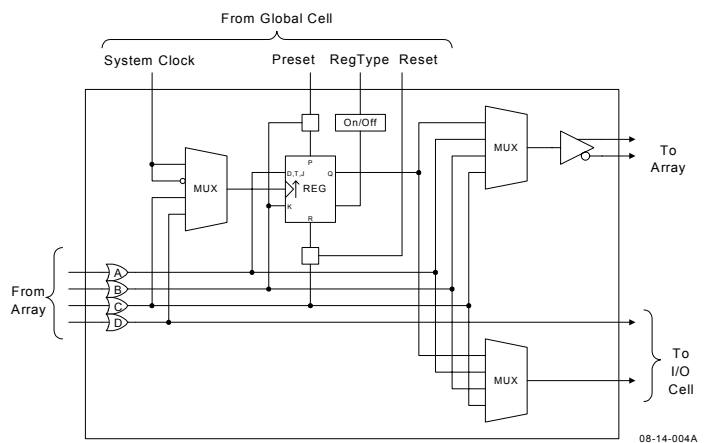 From Global Cell
System Clock
Preset
RegType
Reset
On/Off
MUX
P
D,T,J
Q
REG
K
R
MUX
To
Array
From
Array
A
B
C
D
MUX
To
I/O
Cell
08-14-004A